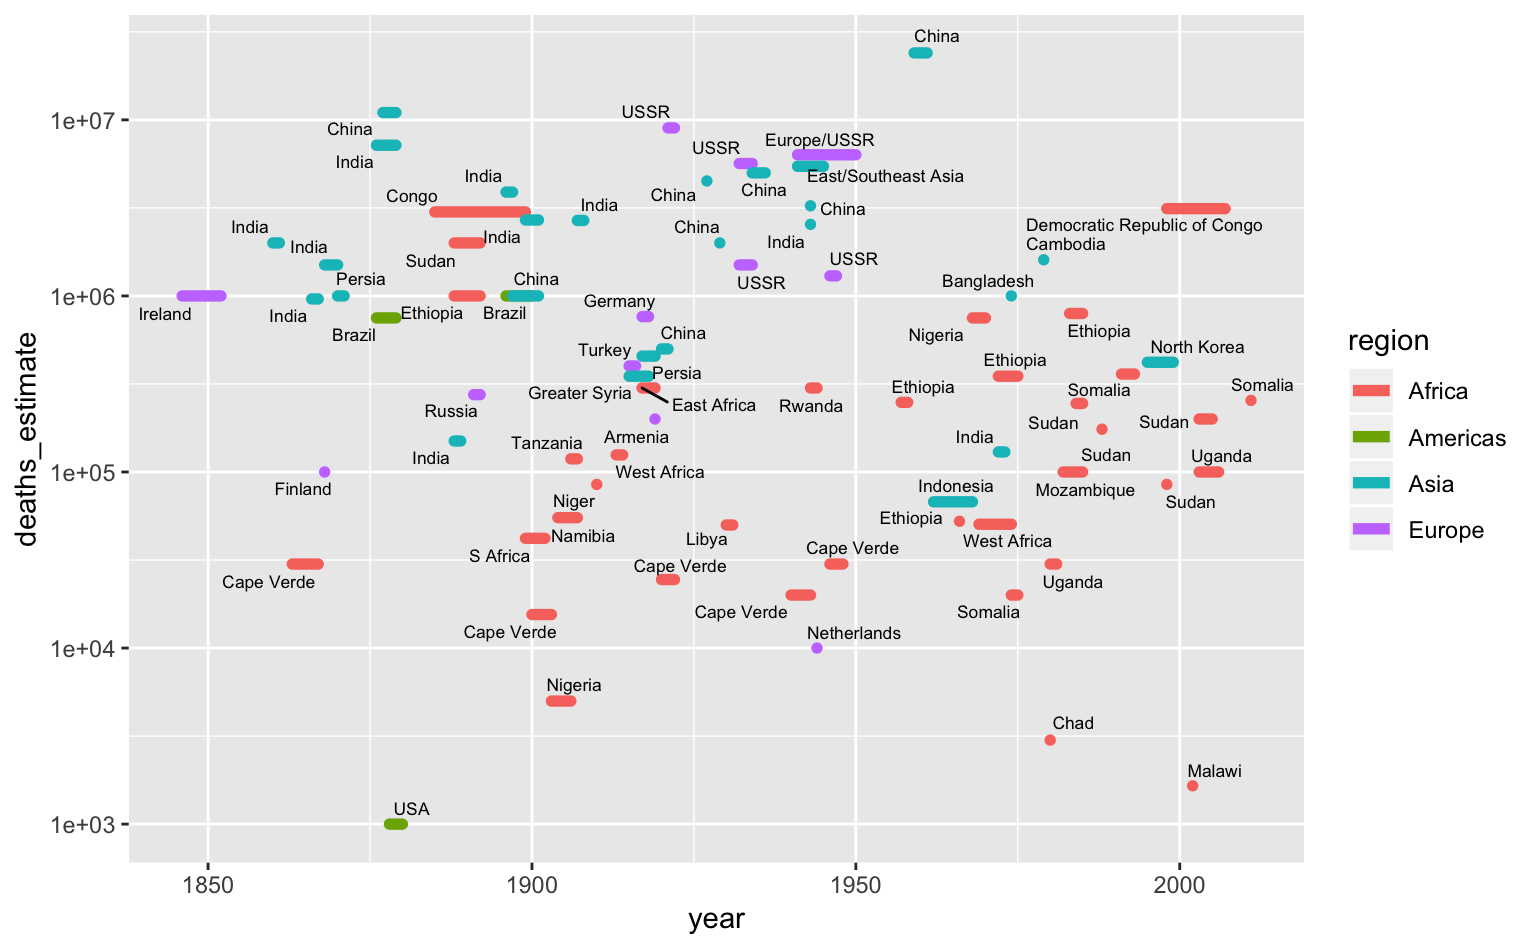 China
1e+07
USSR
China
Europe/USSR
USSR
India
East/Southeast Asia
India
China
China
Congo
India
China
Democratic Republic of Congo
India
China
India
India
India
Cambodia
Sudan
USSR
Persia
China
Bangladesh
USSR
1e+06
Germany
Ireland
India
Ethiopia
Brazil
Brazil
China
Nigeria
Ethiopia
North Korea
Turkey
Ethiopia
Persia
Somalia
Ethiopia
Somalia
Greater Syria
East Africa
Rwanda
Russia
Sudan
Sudan
Armenia
India
Tanzania
India
Sudan
Uganda
1e+05
West Africa
Finland
Indonesia
Mozambique
Niger
Sudan
Ethiopia
Namibia
Libya
West Africa
S Africa
Cape Verde
Cape Verde
Cape Verde
Uganda
Cape Verde
Somalia
Cape Verde
Netherlands
1e+04
Nigeria
Chad
Malawi
USA
1e+03
1850
1900
1950
2000
year
deaths_estimate
region
Africa
Americas
Asia
Europe